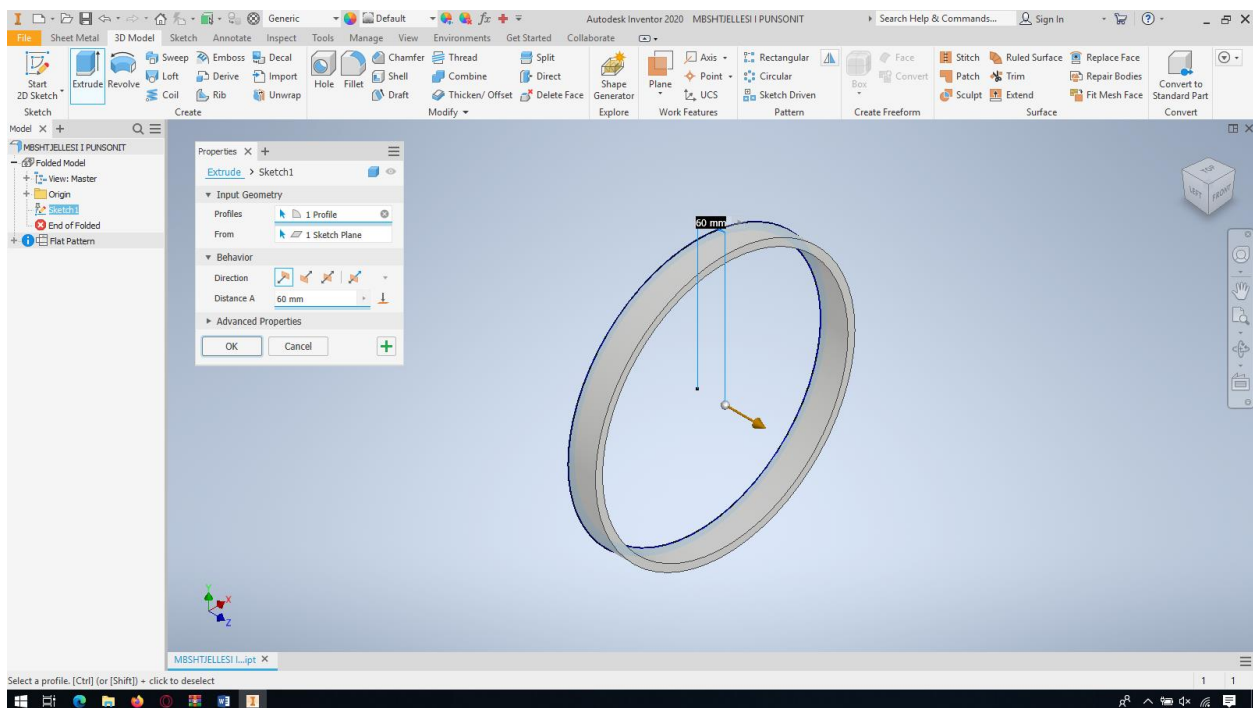 Generic
Default
fx
Autodesk Inventor 2020 MBSHTJELLESI I PUNSONIT
Search Help & Commands...
Sign In
File Sheet Metal 3D Model Sketch Annotate Inspect Tools Manage View Environments Get Started Collaborate
Start
2D Sketch
Extrude
Revolve
Sweep
Emboss
Decal
Loft
Derive
Import
Coil
Rib
Unwrap
Hole
Fillet
Chamfer
Thread
Split
Shell
Combine
Direct
Draft
Thicken/ Offset
Delete Face
Shape
Generator
Plane
Axis
Point
UCS
Rectangular
Circular
Sketch Driven
Box
Face
Convert
Stitch
Ruled Surface
Replace Face
Patch
Trim
Repair Bodies
Sculpt
Extend
Fit Mesh Face
Convert to
Standard Part
Sketch Create Modify Explore Work Features Pattern Create Freeform Surface Convert
Model
MBSHTJELLESI I PUNSONIT
Folded Model
View: Master
Origin
Sketch1
End of Folded
Flat Pattern
Properties
Extrude > Sketch1
Input Geometry
Profiles 1 Profile
From 1 Sketch Plane
Behavior
Direction
Distance A 60 mm
Advanced Properties
OK Cancel
60 mm
TOP
LEFT FRONT
Y
X
Z
MBSHTJELLESI I...ipt
Select a profile. [Ctrl] (or [Shift]) + click to deselect
1 1